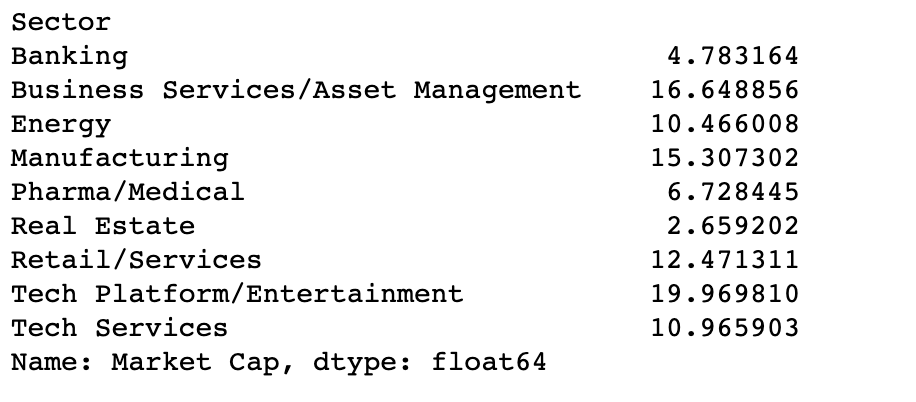 Sector
Banking 4.783164
Business Services/Asset Management 16.648856
Energy 10.466008
Manufacturing 15.307302
Pharma/Medical 6.728445
Real Estate 2.659202
Retail/Services 12.471311
Tech Platform/Entertainment 19.969810
Tech Services 10.965903
Name: Market Cap, dtype: float64